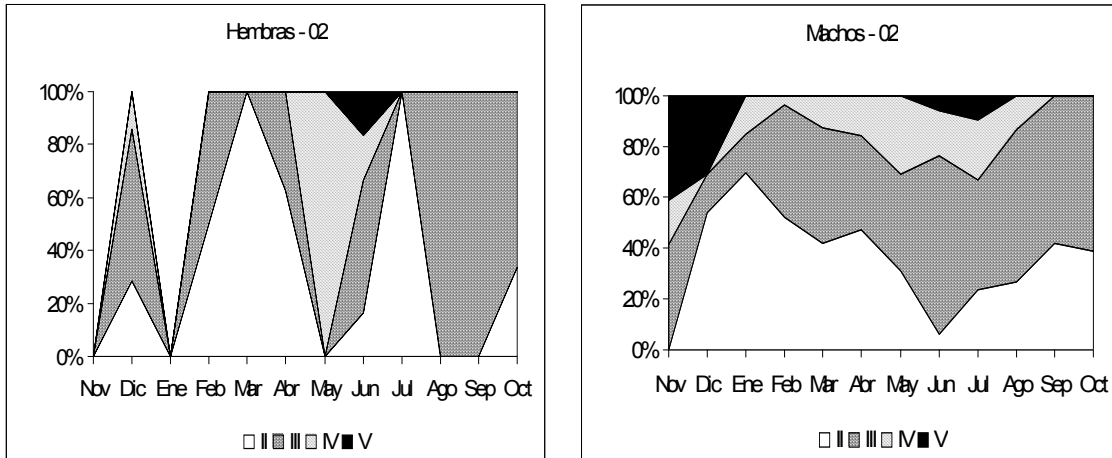 Hembras - 02
100%
80%
60%
40%
20%
0%
Nov Dic Ene Feb Mar Abr May Jun Jul Ago Sep Oct
II III IV V
Machos - 02
100%
80%
60%
40%
20%
0%
Nov Dic Ene Feb Mar Abr May Jun Jul Ago Sep Oct
II III IV V